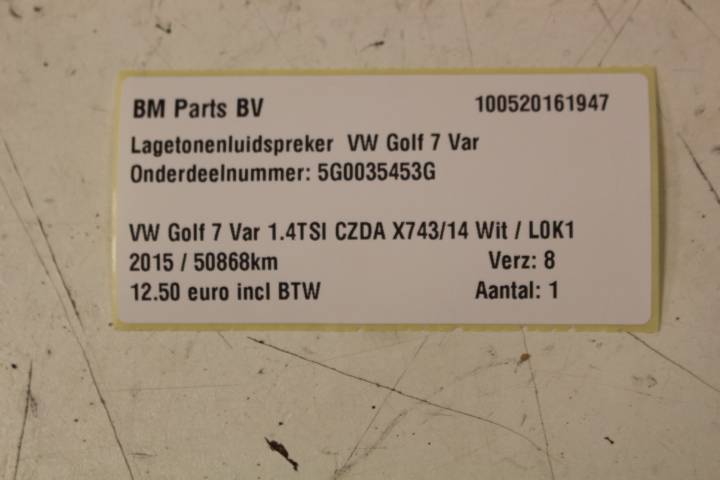 BM Parts BV 100520161947
Lagetonenluidspreker VW Golf 7 Var
Onderdeelnummer: 5G0035453G
VW Golf 7 Var 1.4TSI CZDA X743/14 Wit / L0K1
2015 / 50868km Verz: 8
12.50 euro incl BTW Aantal: 1